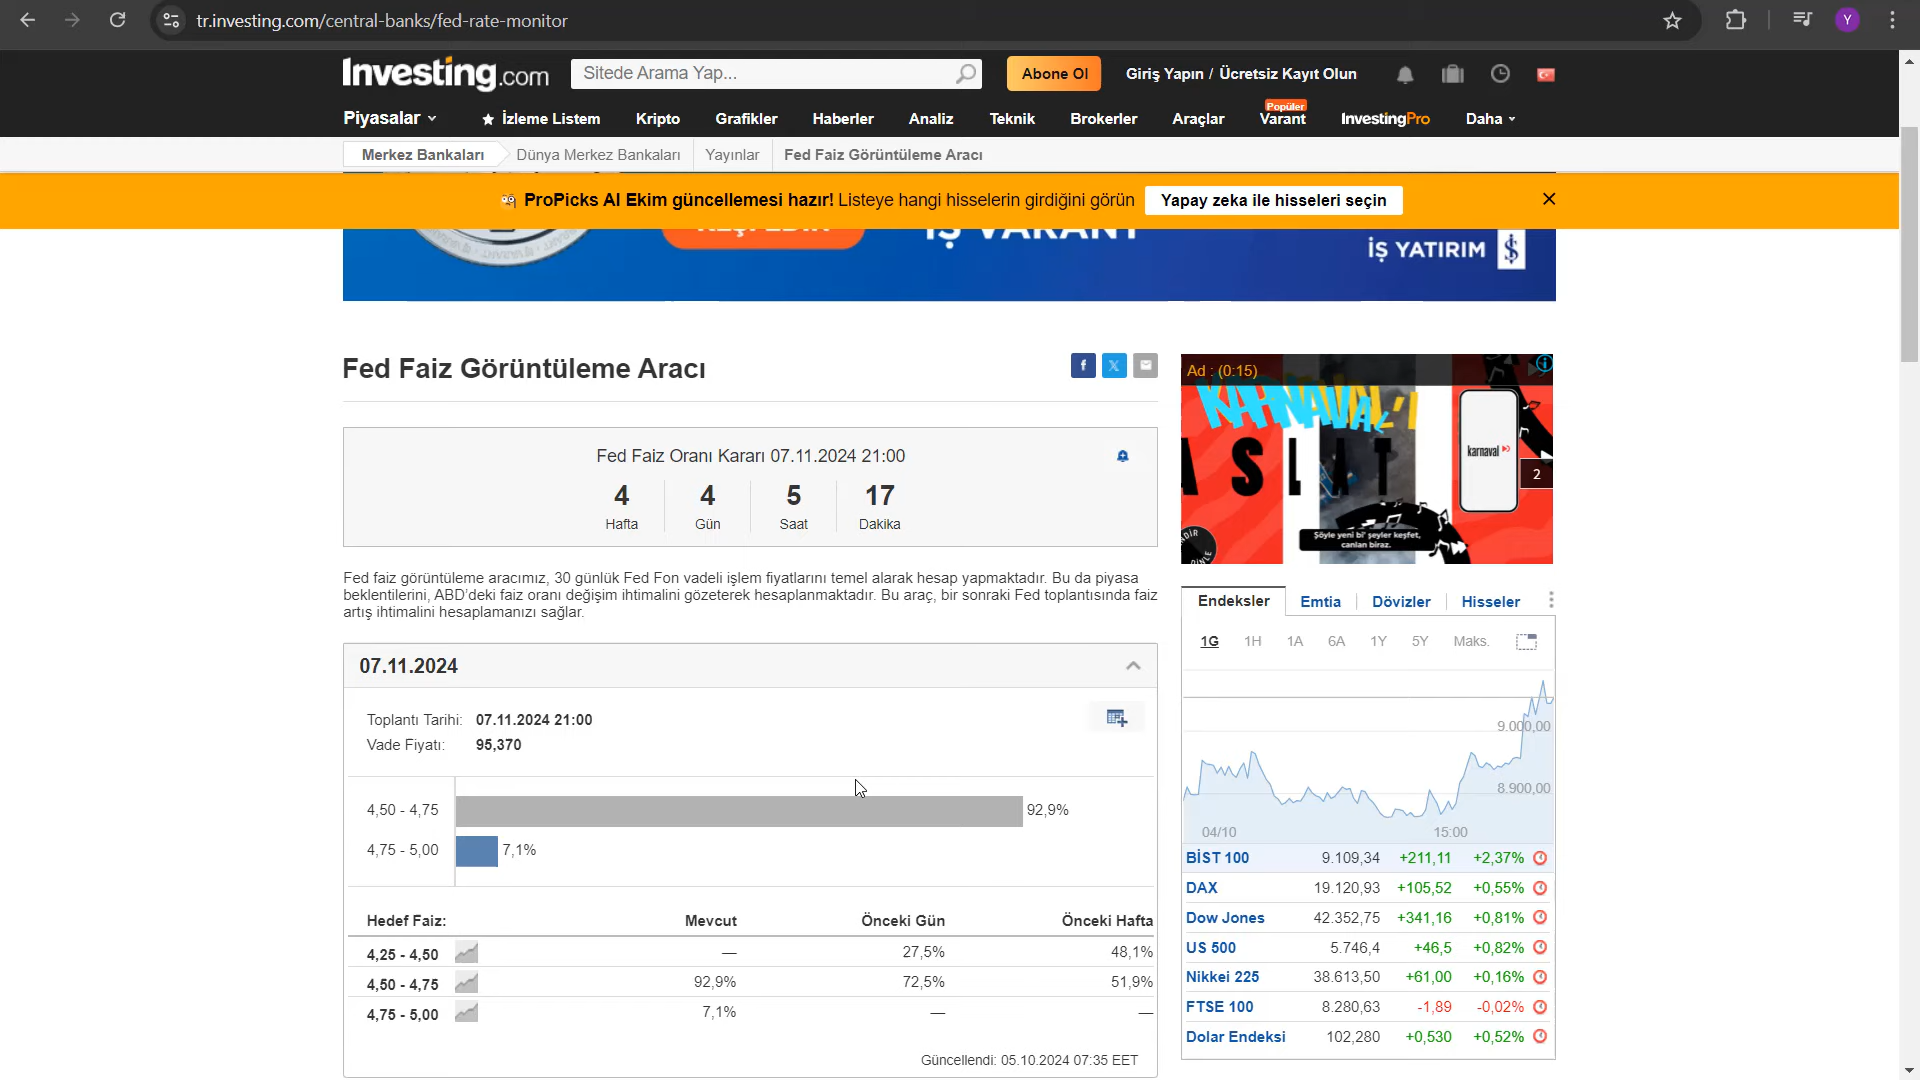 tr.investing.com/central-banks/fed-rate-monitor
Y
Investing.com
Sitede Arama Yap...
Abone Ol
Giriş Yapın / Ücretsiz Kayıt Olun
Popüler
Piyasalar İzleme Listem Kripto Grafikler Haberler Analiz Teknik Brokerler Araçlar Varant InvestingPro Daha
Merkez Bankaları Dünya Merkez Bankaları Yayınlar Fed Faiz Görüntüleme Aracı
ProPicks AI Ekim güncellemesi hazır! Listeye hangi hisselerin girdiğini görün Yapay zeka ile hisseleri seçin
İŞ VARANT
İŞ YATIRIM
Fed Faiz Görüntüleme Aracı
Fed Faiz Oranı Kararı 07.11.2024 21:00
4 4 5 17
Hafta Gün Saat Dakika
Fed faiz görüntüleme aracımız, 30 günlük Fed Fon vadeli işlem fiyatlarını temel alarak hesap yapmaktadır. Bu da piyasa
beklentilerini, ABD'deki faiz oranı değişim ihtimalini gözeterek hesaplanmaktadır. Bu araç, bir sonraki Fed toplantısında faiz
artış ihtimalini hesaplamanızı sağlar.
07.11.2024
Toplantı Tarihi: 07.11.2024 21:00
Vade Fiyatı: 95,370
4,50 - 4,75 92,9%
4,75 - 5,00 7,1%
Hedef Faiz: Mevcut Önceki Gün Önceki Hafta
4,25 - 4,50 — 27,5% 48,1%
4,50 - 4,75 92,9% 72,5% 51,9%
4,75 - 5,00 7,1% — —
Güncellendi: 05.10.2024 07:35 EET
Ad : (0:15)
KARNAVAL'I
ASLAT
karnaval
2
Şöyle yeni bi' şeyler keşfet,
canlan biraz.
Endeksler Emtia Dövizler Hisseler
1G 1H 1A 6A 1Y 5Y Maks.
9.000,00
8.900,00
04/10 15:00
BİST 100 9.109,34 +211,11 +2,37%
DAX 19.120,93 +105,52 +0,55%
Dow Jones 42.352,75 +341,16 +0,81%
US 500 5.746,4 +46,5 +0,82%
Nikkei 225 38.613,50 +61,00 +0,16%
FTSE 100 8.280,63 -1,89 -0,02%
Dolar Endeksi 102,280 +0,530 +0,52%